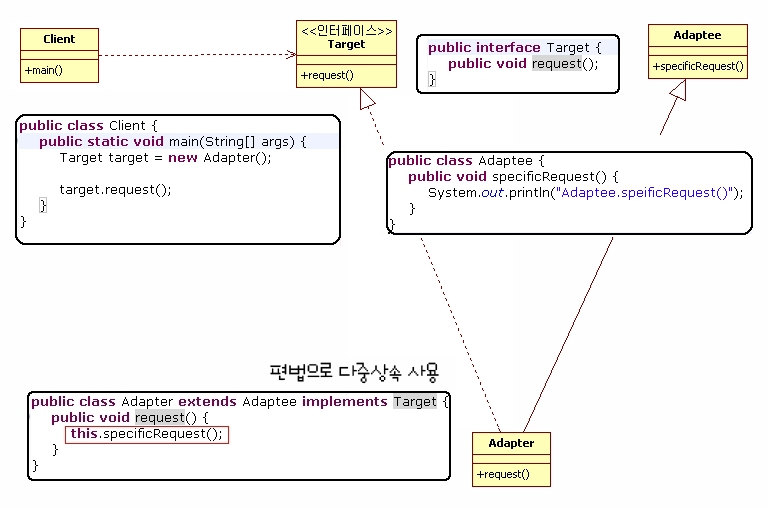 Client
+main()
<<인터페이스>>
Target
+request()
public interface Target {
public void request();
}
Adaptee
+specificRequest()
public class Client {
public static void main(String[] args) {
Target target = new Adapter();
target.request();
}
}
public class Adaptee {
public void specificRequest() {
System.out.println("Adaptee.speificRequest()");
}
}
편법으로 다중상속 사용
public class Adapter extends Adaptee implements Target {
public void request() {
this.specificRequest();
}
}
Adapter
+request()